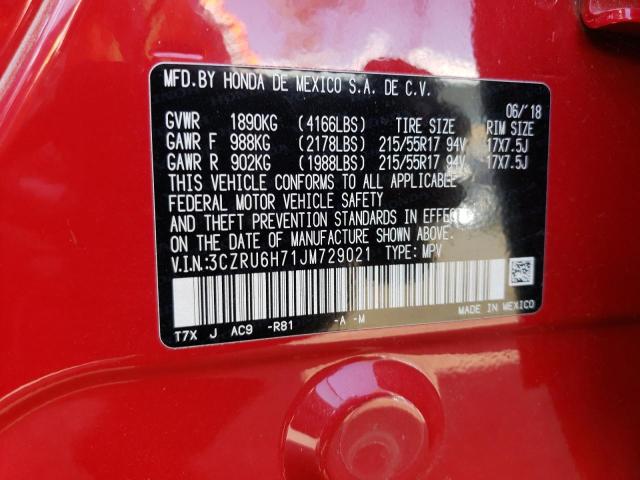 MFD.BY HONDA DE MEXICO S.A. DE C.V.
06/'18
GVWR 1890KG (4166LBS) TIRE SIZE RIM SIZE
GAWR F 988KG (2178LBS) 215/55R17 94V 17X7.5J
GAWR R 902KG (1988LBS) 215/55R17 94V 17X7.5J
THIS VEHICLE CONFORMS TO ALL APPLICABLE
FEDERAL MOTOR VEHICLE SAFETY
AND THEFT PREVENTION STANDARDS IN EFFECT
ON THE DATE OF MANUFACTURE SHOWN ABOVE.
V.I.N.:3CZRU6H71JM729021 TYPE: MPV
T7X J AC9 -R81 -A -M
MADE IN MEXICO